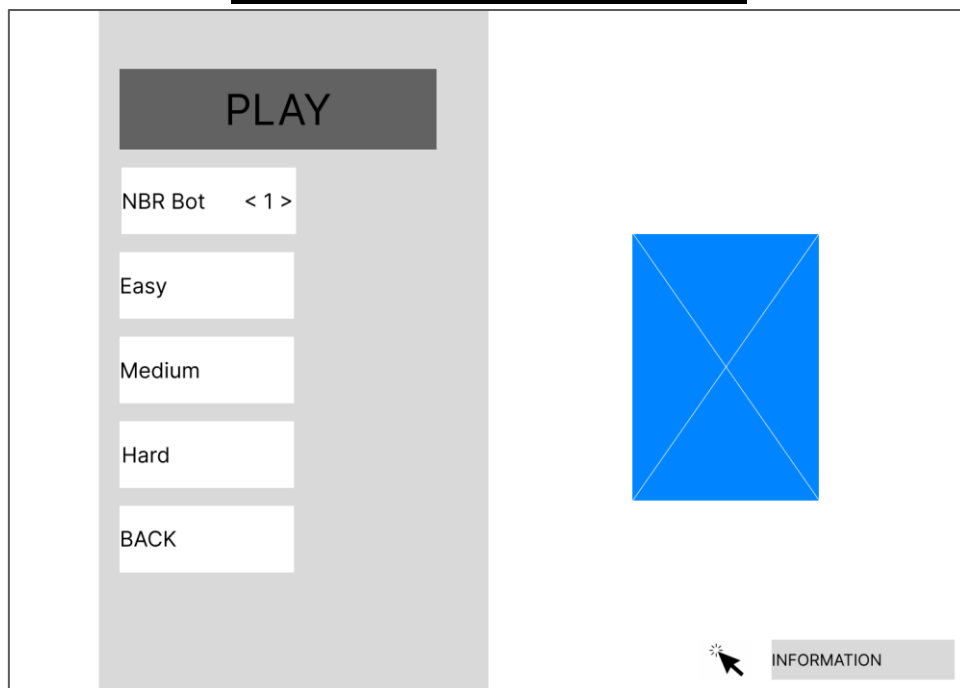 PLAY
NBR Bot < 1 >
Easy
Medium
Hard
BACK
INFORMATION